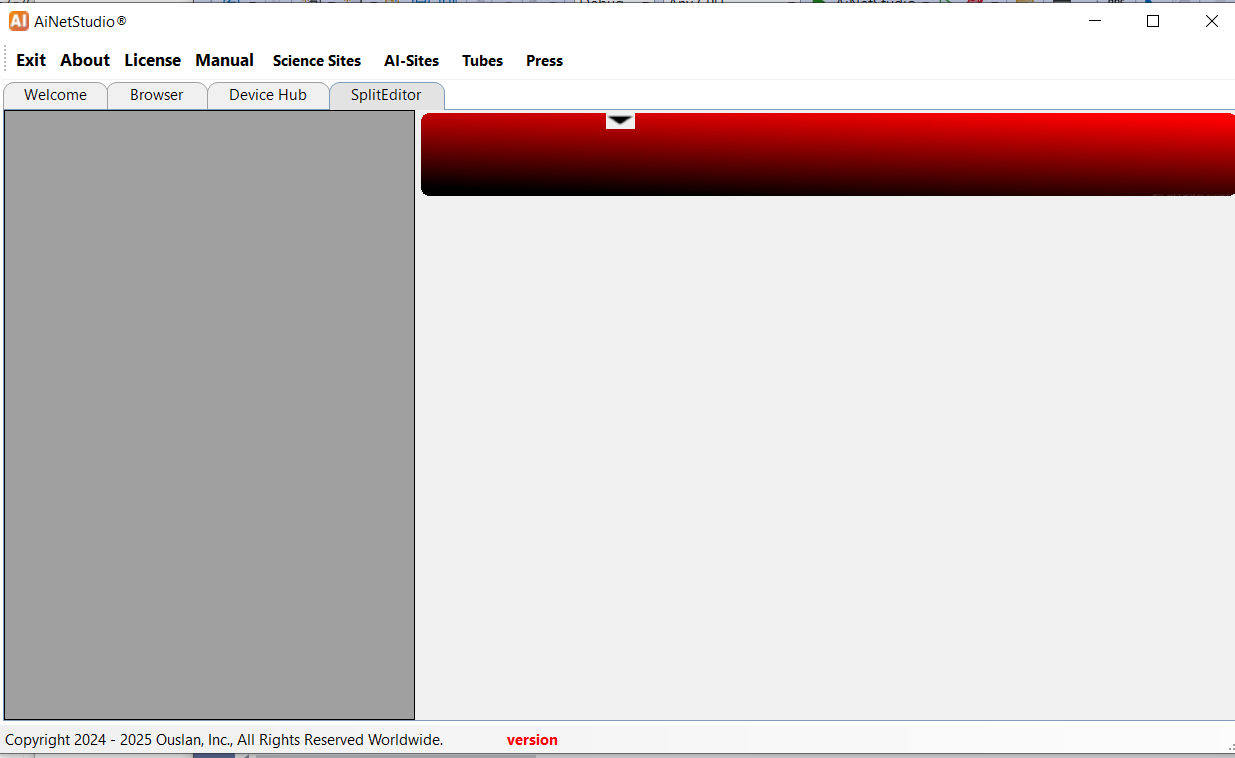 AI AiNetStudio®
Exit About License Manual Science Sites AI-Sites Tubes Press
Welcome Browser Device Hub SplitEditor
Copyright 2024 - 2025 Ouslan, Inc., All Rights Reserved Worldwide. version